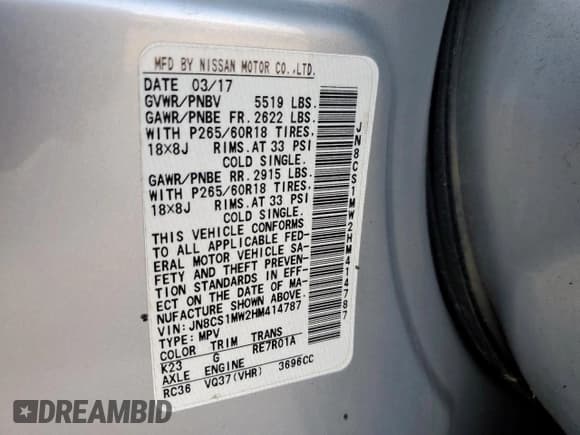 MFD BY NISSAN MOTOR CO.,LTD.
DATE 03/17
GVWR/PNBV 5519 LBS.
GAWR/PNBE FR. 2622 LBS.
WITH P265/60R18 TIRES,
18X8J RIMS.AT 33 PSI
COLD SINGLE.
GAWR/PNBE RR. 2915 LBS.
WITH P265/60R18 TIRES,
18X8J RIMS.AT 33 PSI
COLD SINGLE.
THIS VEHICLE CONFORMS
TO ALL APPLICABLE FED-
ERAL MOTOR VEHICLE SA-
FETY AND THEFT PREVEN-
TION STANDARDS IN EFF-
ECT ON THE DATE OF MA-
NUFACTURE SHOWN ABOVE.
VIN: JN8CS1MW2HM414787
TYPE: MPV
COLOR TRIM TRANS
K23 G RE7R01A
AXLE ENGINE
RC36 VQ37(VHR) 3696CC
JN8CS1MW2HM414787
DREAMBID